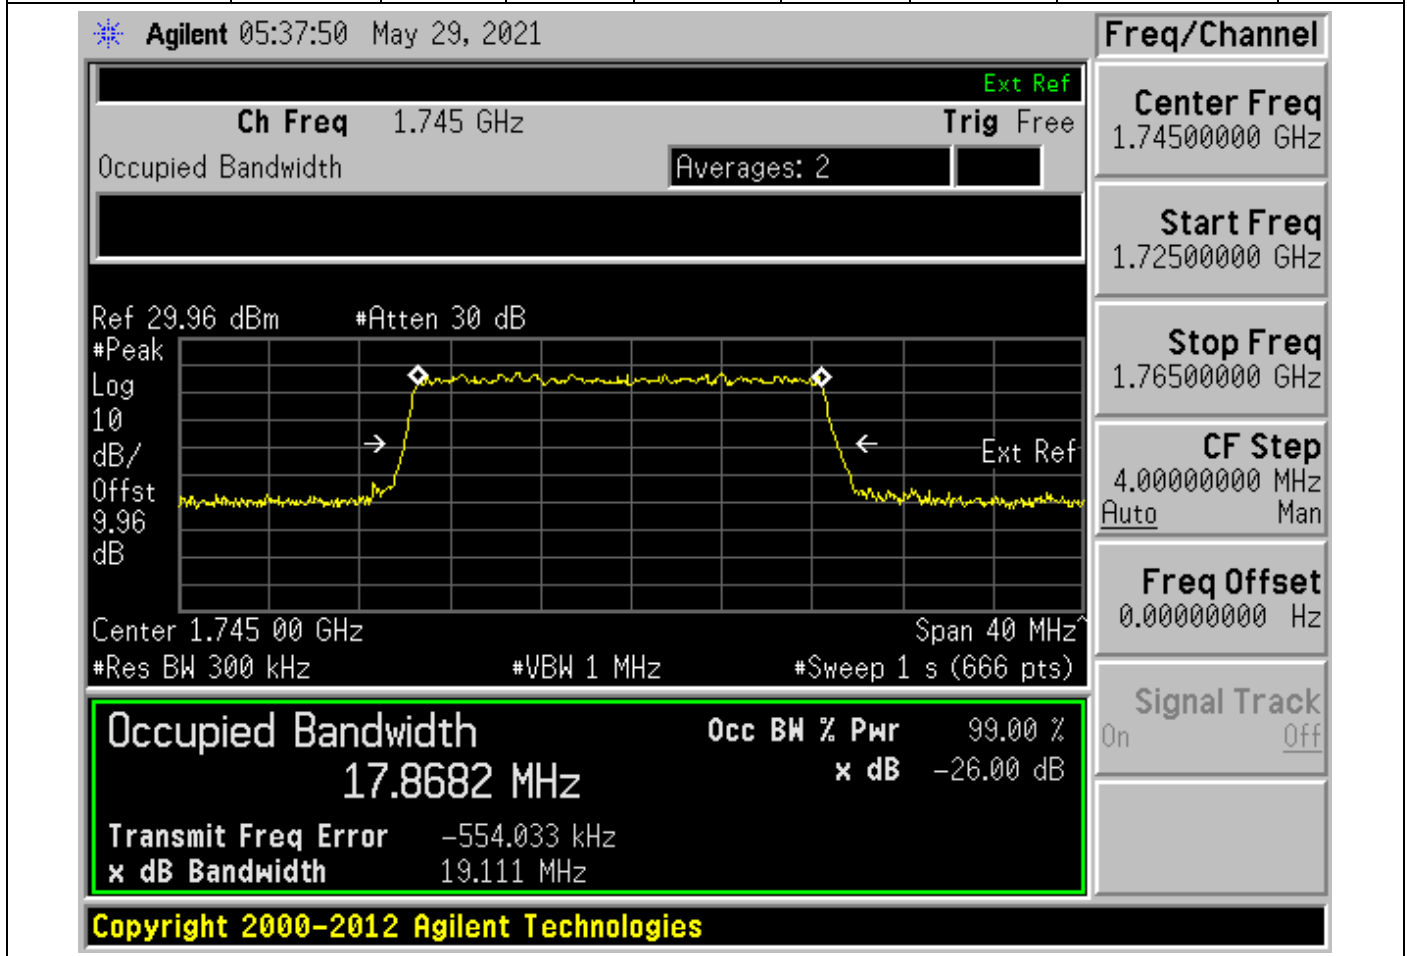 Agilent 05:37:50 May 29, 2021
Freq/Channel
Ext Ref
Ch Freq 1.745 GHz Trig Free
Occupied Bandwidth Averages: 2
Center Freq
1.74500000 GHz
Start Freq
1.72500000 GHz
Stop Freq
1.76500000 GHz
CF Step
4.00000000 MHz
Auto Man
Freq Offset
0.00000000 Hz
Signal Track
On Off
Ref 29.96 dBm #Atten 30 dB
#Peak
Log
10
dB/
Offst
9.96
dB
Ext Ref
Center 1.745 00 GHz Span 40 MHz^
#Res BW 300 kHz #VBW 1 MHz #Sweep 1 s (666 pts)
Occupied Bandwidth
17.8682 MHz
Occ BW % Pwr 99.00 %
x dB -26.00 dB
Transmit Freq Error -554.033 kHz
x dB Bandwidth 19.111 MHz
Copyright 2000-2012 Agilent Technologies